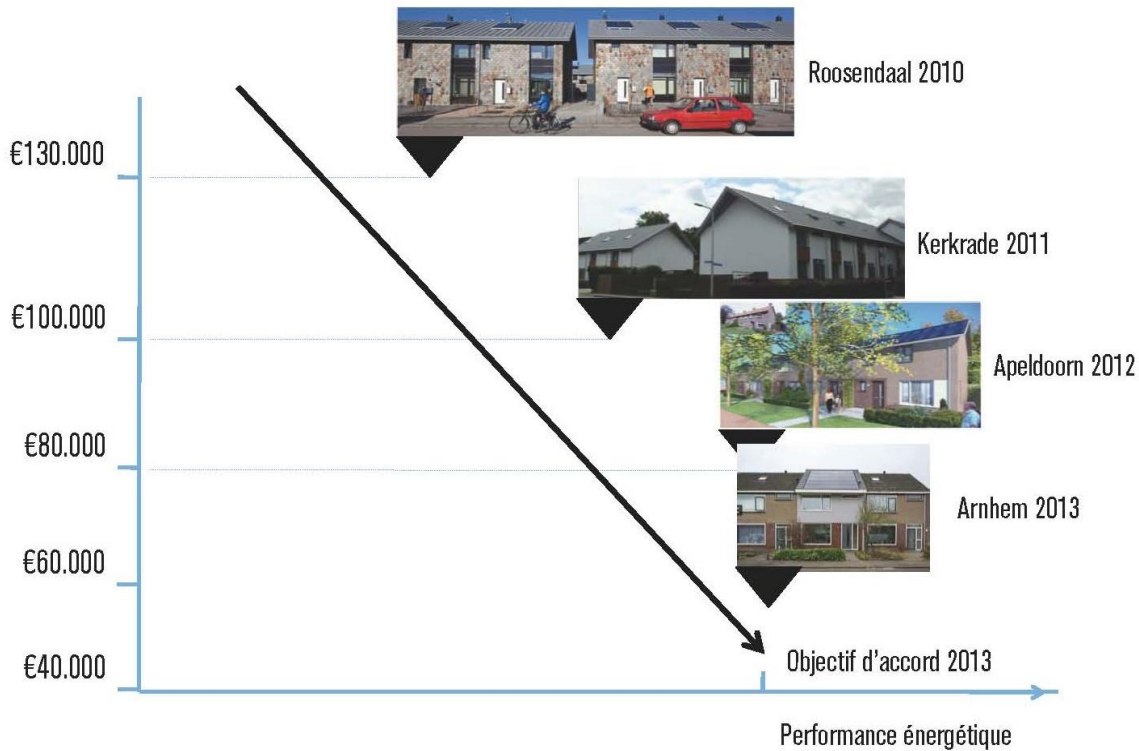 Roosendaal 2010
€130.000
Kerkrade 2011
€100.000
Apeldoorn 2012
€80.000
Arnhem 2013
€60.000
Objectif d'accord 2013
€40.000
Performance énergétique